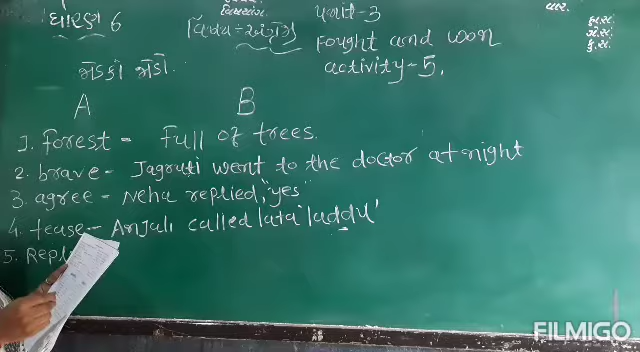 ધોરણ 6
વિષય - અંગ્રેજી
યુનિટ-3
Fought and won
activity-5.
જોડકાં જોડો.
A B
1. forest - Full of trees.
2. brave - Jagruti went to the doctor at night
3. agree - Neha replied, "yes"
4. tease - Anjali called lata "laddu"
5. Repl
FILMIGO